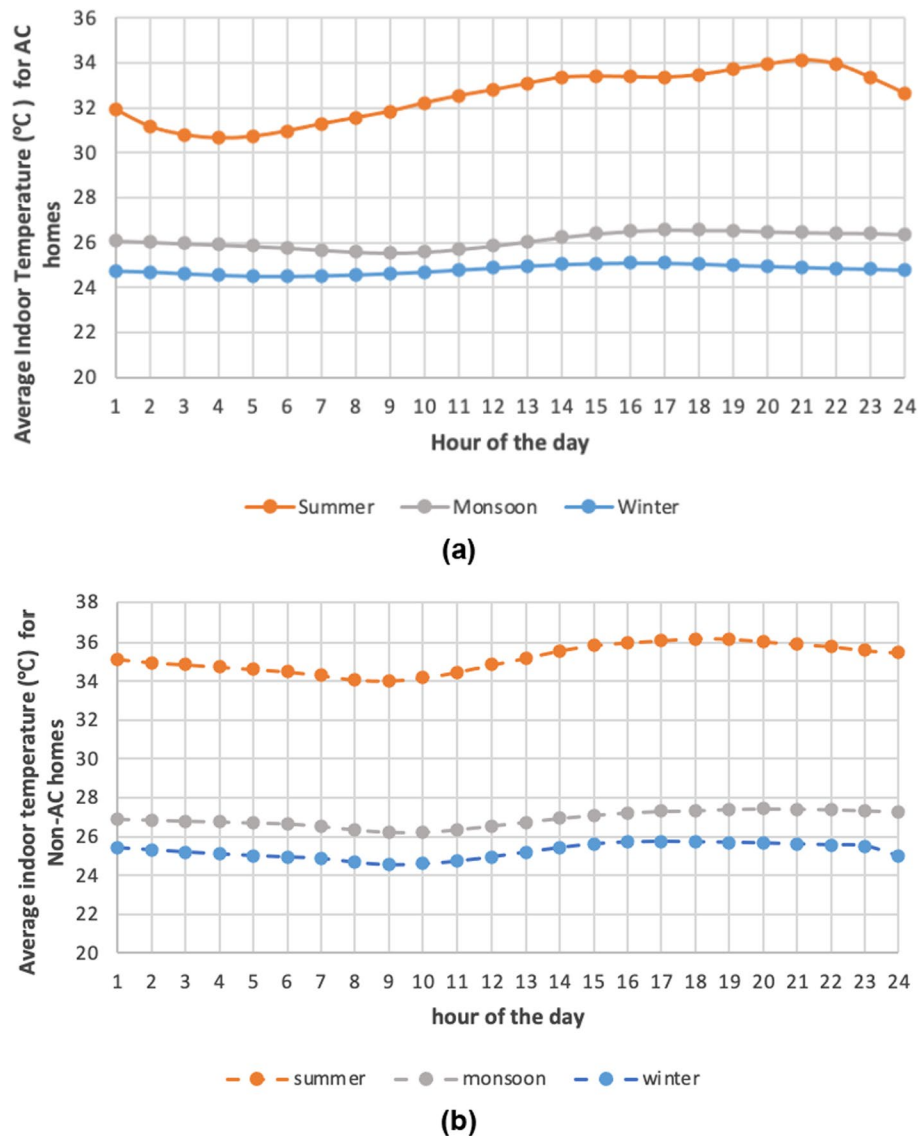 36
34
32
30
28
26
24
22
20
Average Indoor Temperature (°C ) for AC
homes
1 2 3 4 5 6 7 8 9 10 11 12 13 14 15 16 17 18 19 20 21 22 23 24
Hour of the day
Summer Monsoon Winter
(a)
38
36
34
32
30
28
26
24
22
20
Average indoor temperature (°C) for
Non-AC homes
1 2 3 4 5 6 7 8 9 10 11 12 13 14 15 16 17 18 19 20 21 22 23 24
hour of the day
summer monsoon winter
(b)